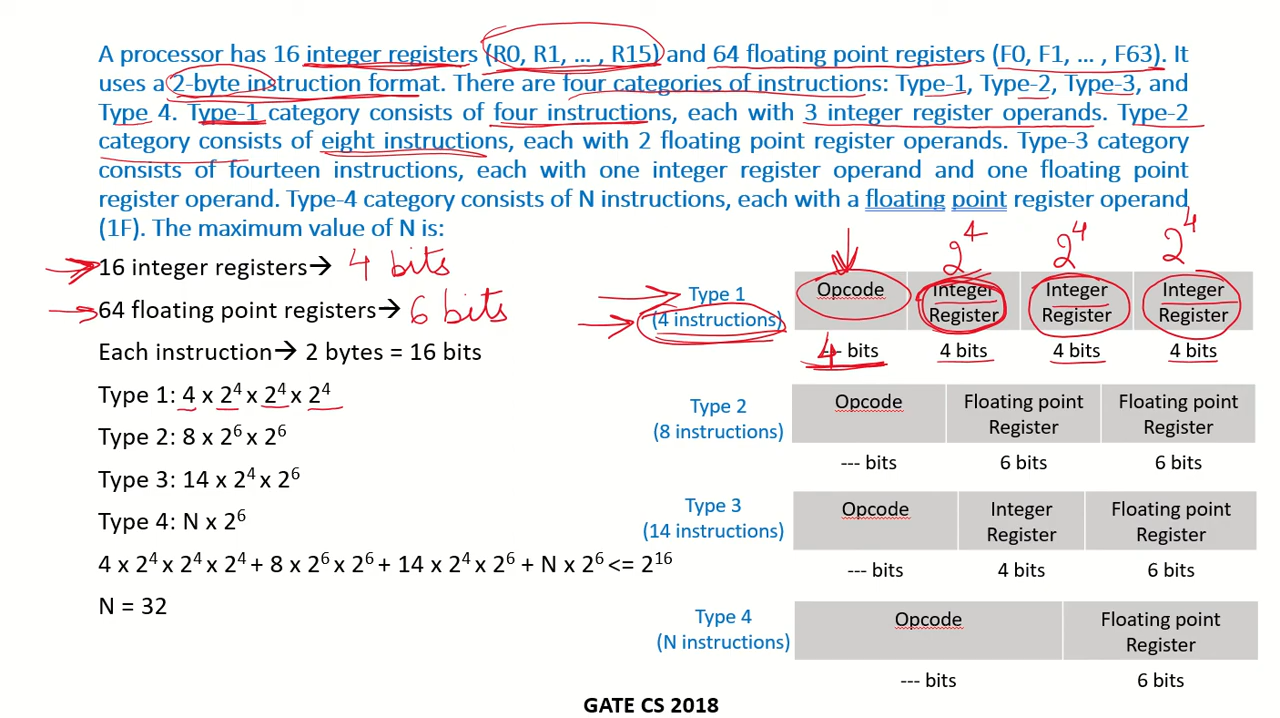 A processor has 16 integer registers (R0, R1, ... , R15) and 64 floating point registers (F0, F1, ... , F63). It
uses a 2-byte instruction format. There are four categories of instructions: Type-1, Type-2, Type-3, and
Type 4. Type-1 category consists of four instructions, each with 3 integer register operands. Type-2
category consists of eight instructions, each with 2 floating point register operands. Type-3 category
consists of fourteen instructions, each with one integer register operand and one floating point
register operand. Type-4 category consists of N instructions, each with a floating point register operand
(1F). The maximum value of N is:
16 integer registers→ 4 bits
64 floating point registers→ 6 bits
Each instruction→ 2 bytes = 16 bits
Type 1: 4 x 2⁴ x 2⁴ x 2⁴
Type 2: 8 x 2⁶ x 2⁶
Type 3: 14 x 2⁴ x 2⁶
Type 4: N x 2⁶
4 x 2⁴ x 2⁴ x 2⁴ + 8 x 2⁶ x 2⁶ + 14 x 2⁴ x 2⁶ + N x 2⁶ <= 2¹⁶
N = 32
2⁴ 2⁴ 2⁴
Type 1
(4 instructions)
Opcode
Integer
Register
Integer
Register
Integer
Register
4 bits 4 bits 4 bits 4 bits
Type 2
(8 instructions)
Opcode
Floating point
Register
Floating point
Register
--- bits 6 bits 6 bits
Type 3
(14 instructions)
Opcode
Integer
Register
Floating point
Register
--- bits 4 bits 6 bits
Type 4
(N instructions)
Opcode
Floating point
Register
--- bits 6 bits
GATE CS 2018